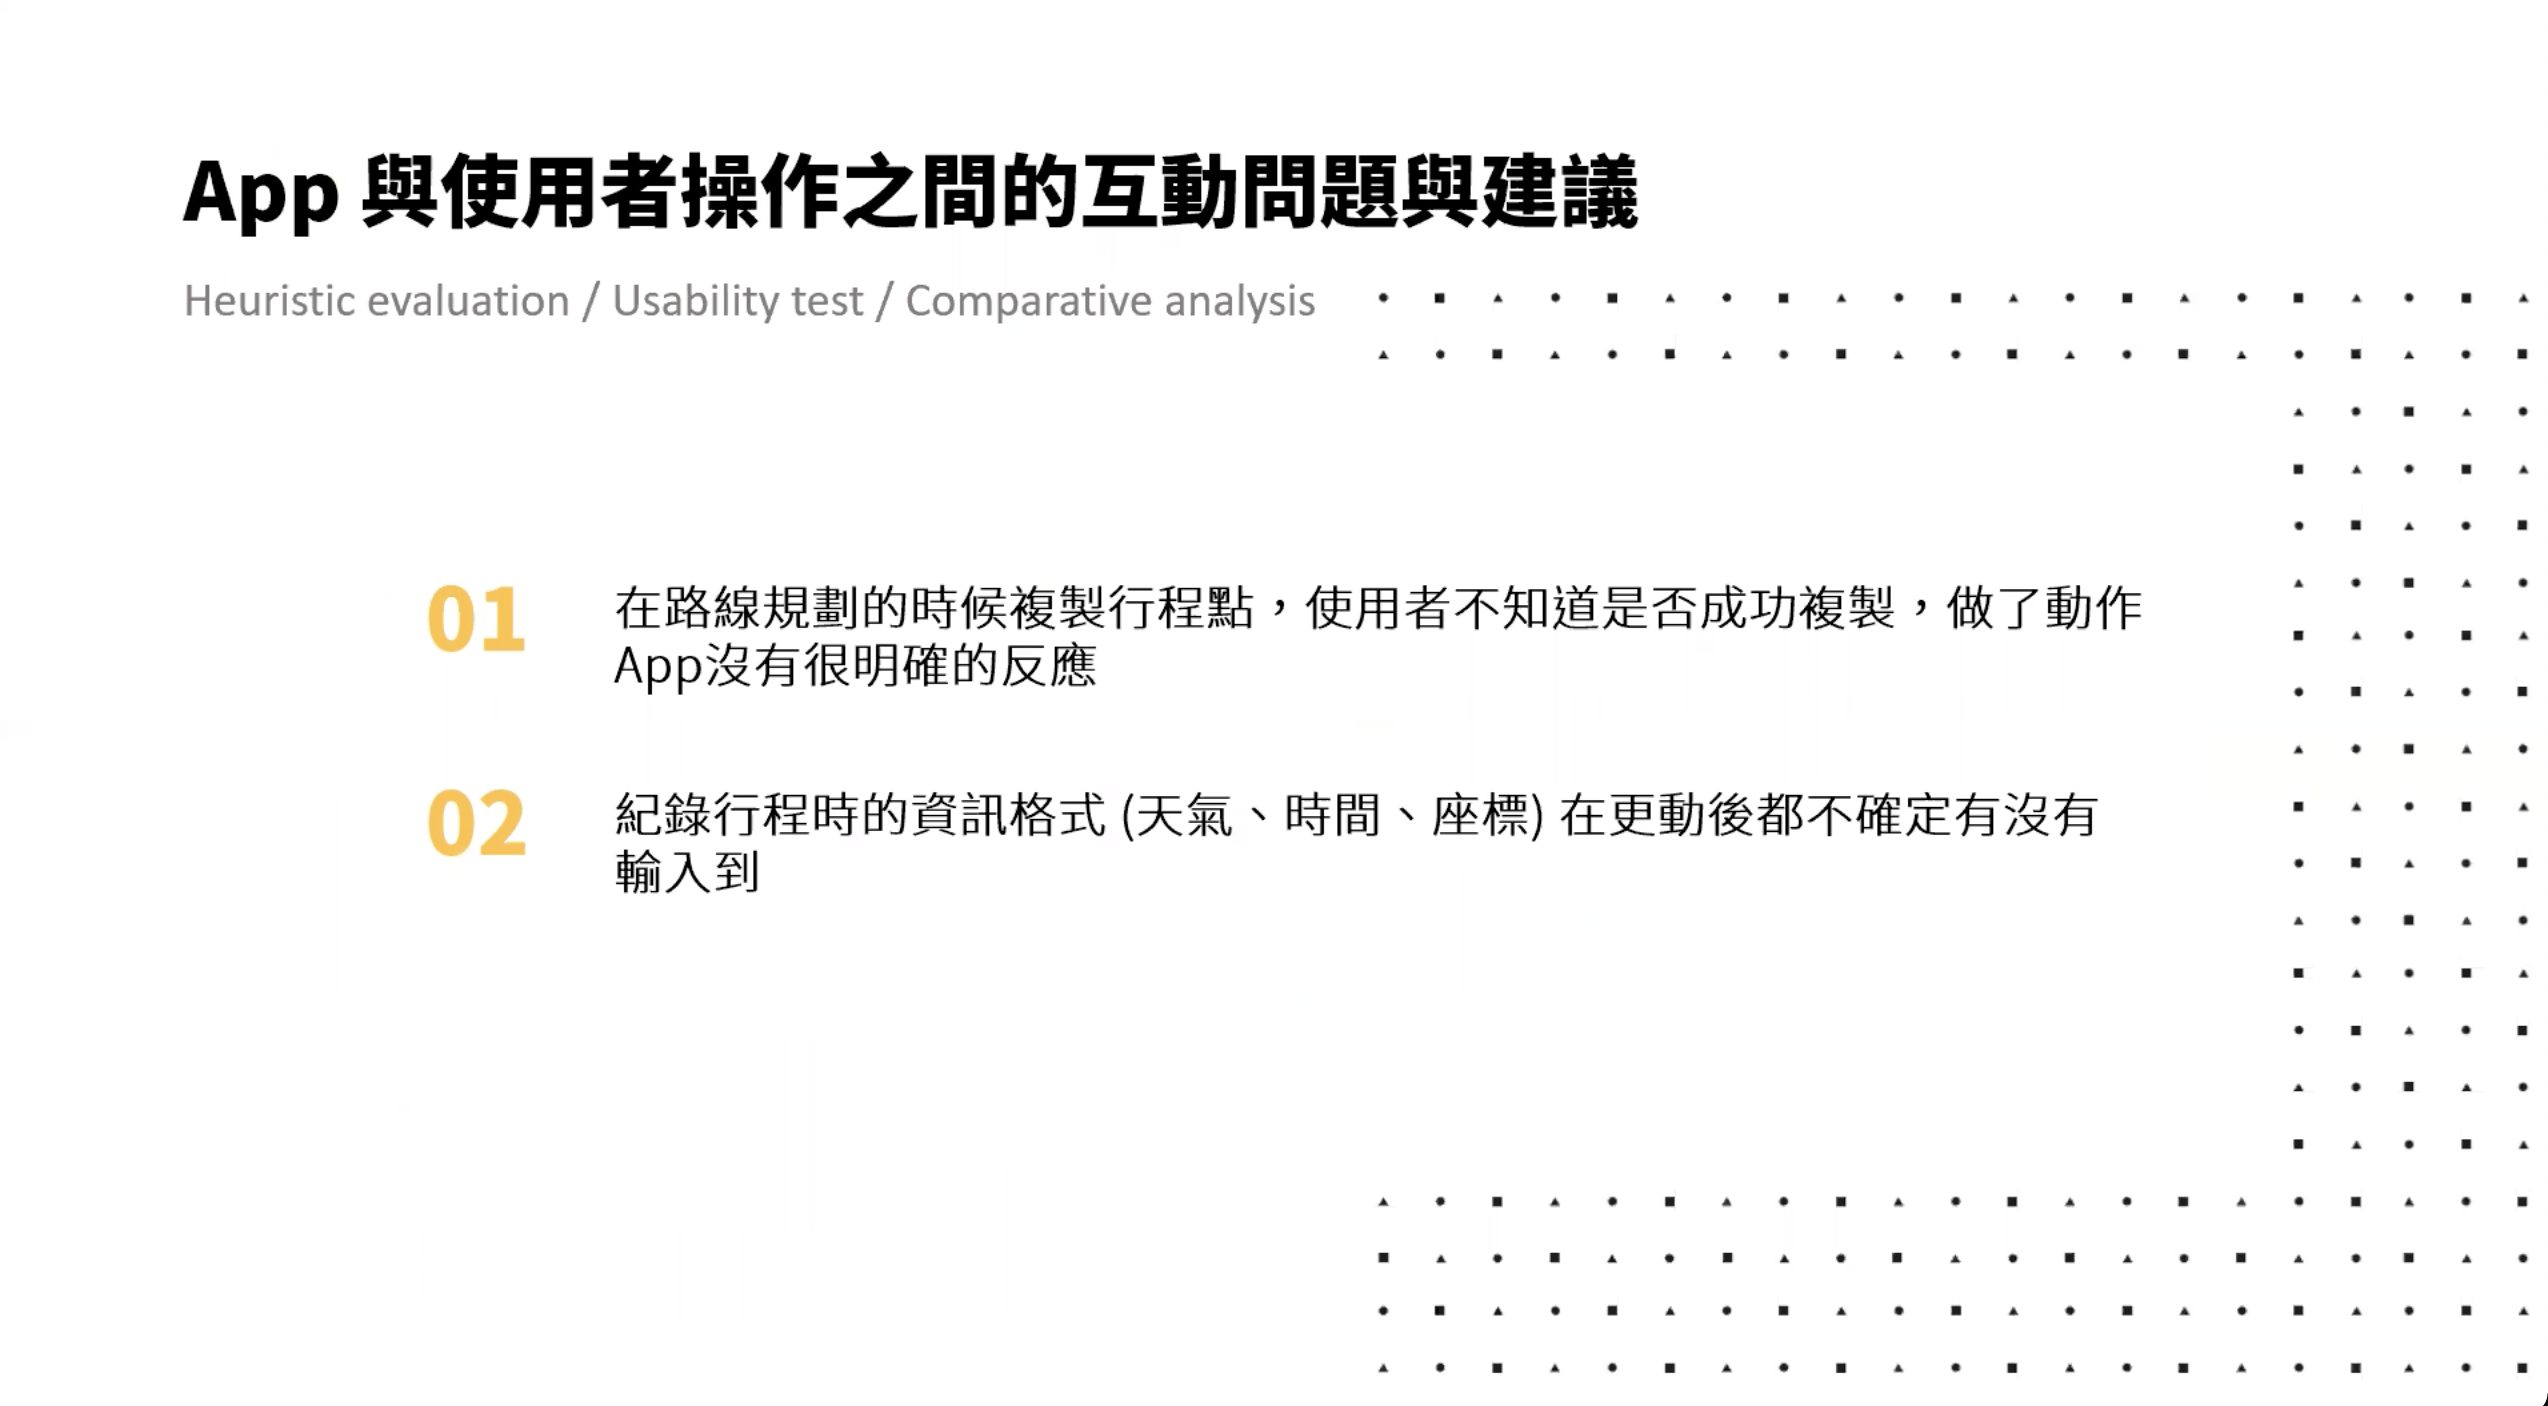 App 與使用者操作之間的互動問題與建議
Heuristic evaluation / Usability test / Comparative analysis
01
在路線規劃的時候複製行程點，使用者不知道是否成功複製，做了動作
App沒有很明確的反應
02
紀錄行程時的資訊格式 (天氣、時間、座標) 在更動後都不確定有沒有
輸入到